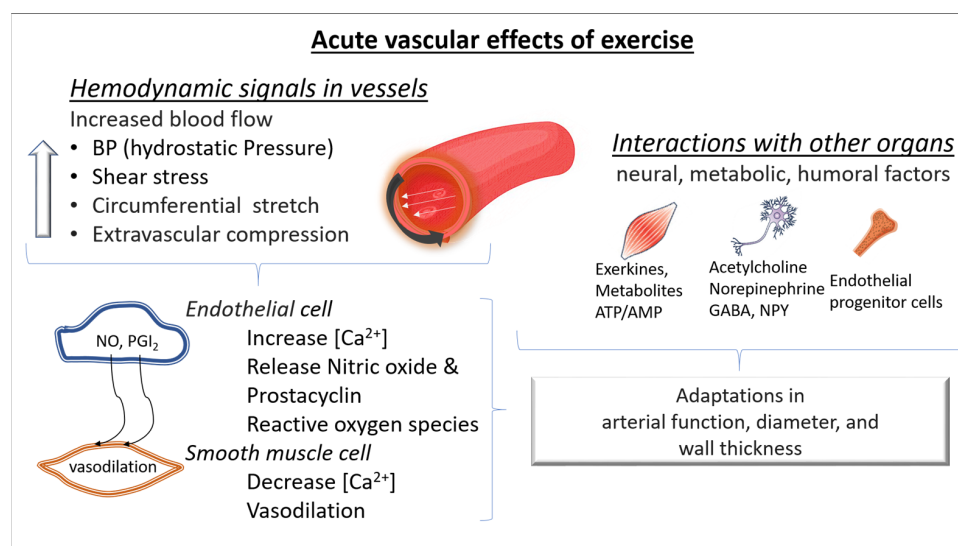 Acute vascular effects of exercise
Hemodynamic signals in vessels
Increased blood flow
• BP (hydrostatic Pressure)
• Shear stress
• Circumferential stretch
• Extravascular compression
Interactions with other organs
neural, metabolic, humoral factors
Exerkines,
Metabolites
ATP/AMP
Acetylcholine
Norepinephrine
GABA, NPY
Endothelial
progenitor cells
NO, PGI₂
vasodilation
Endothelial cell
Increase [Ca²⁺]
Release Nitric oxide &
Prostacyclin
Reactive oxygen species
Smooth muscle cell
Decrease [Ca²⁺]
Vasodilation
Adaptations in
arterial function, diameter, and
wall thickness